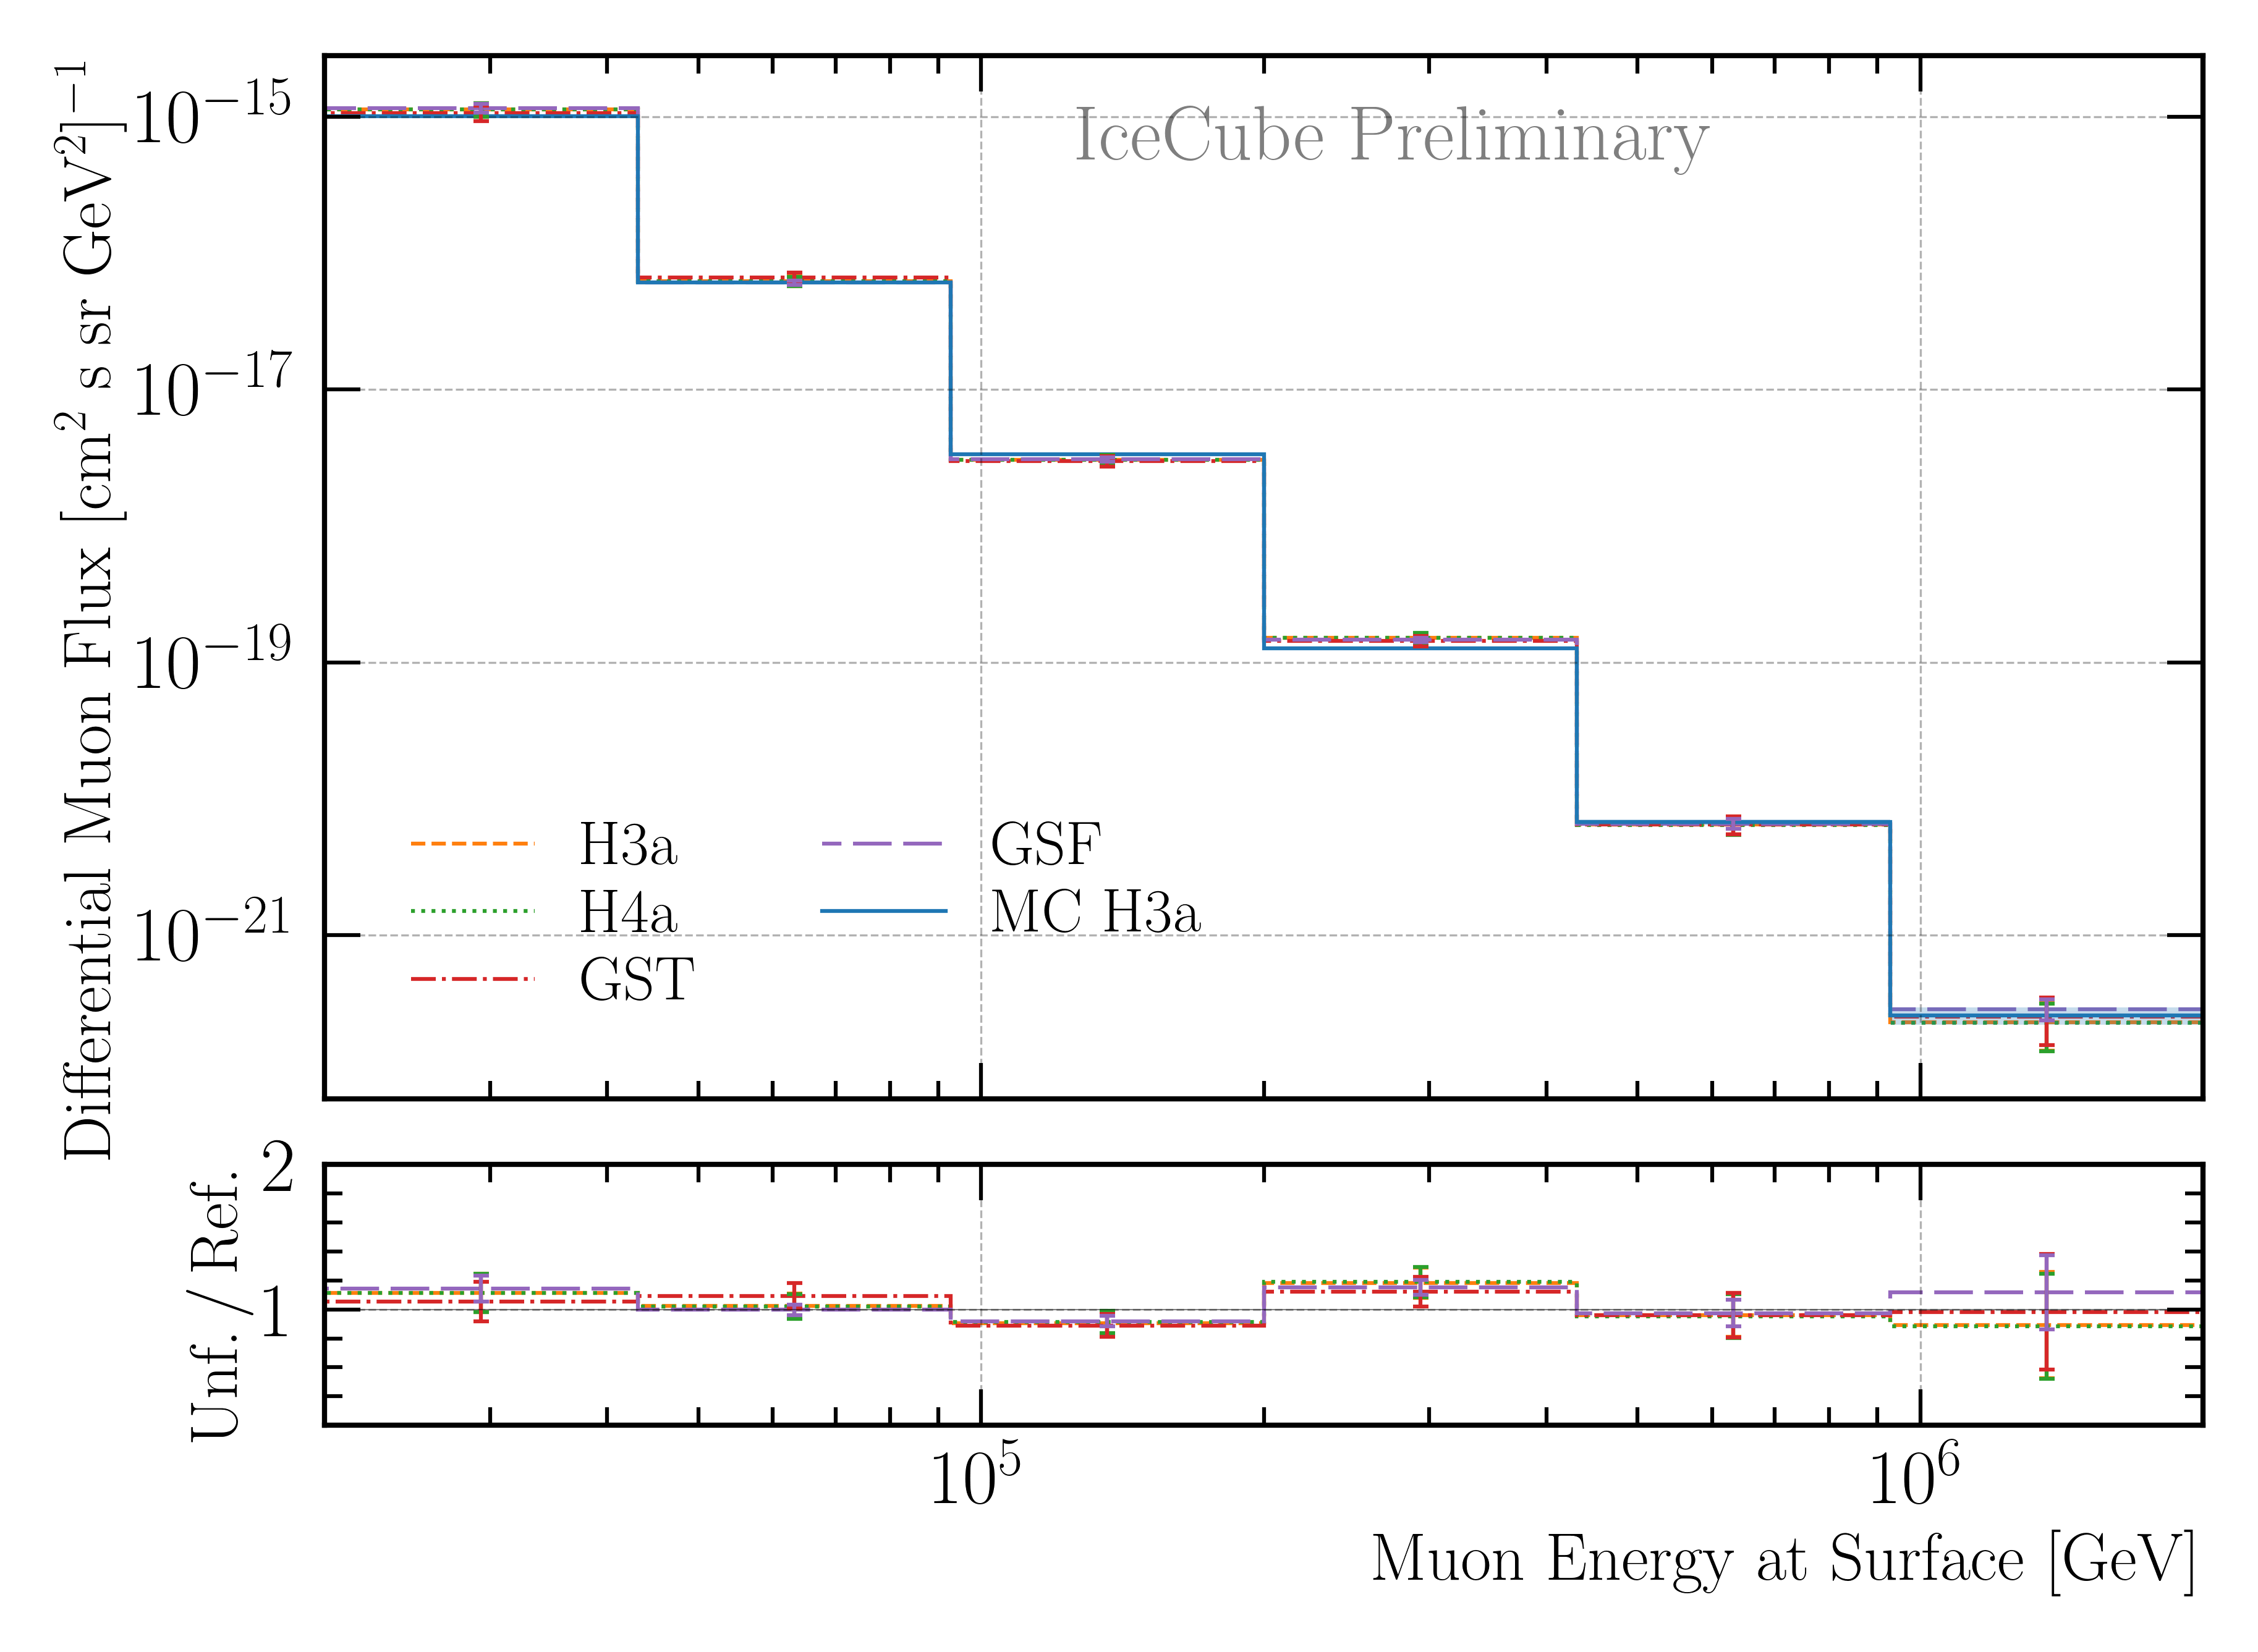 Differential Muon Flux [cm² s sr GeV²]⁻¹
10⁻¹⁵
10⁻¹⁷
10⁻¹⁹
10⁻²¹
IceCube Preliminary
H3a
H4a
GST
GSF
MC H3a
Unf. / Ref.
2
1
10⁵
10⁶
Muon Energy at Surface [GeV]